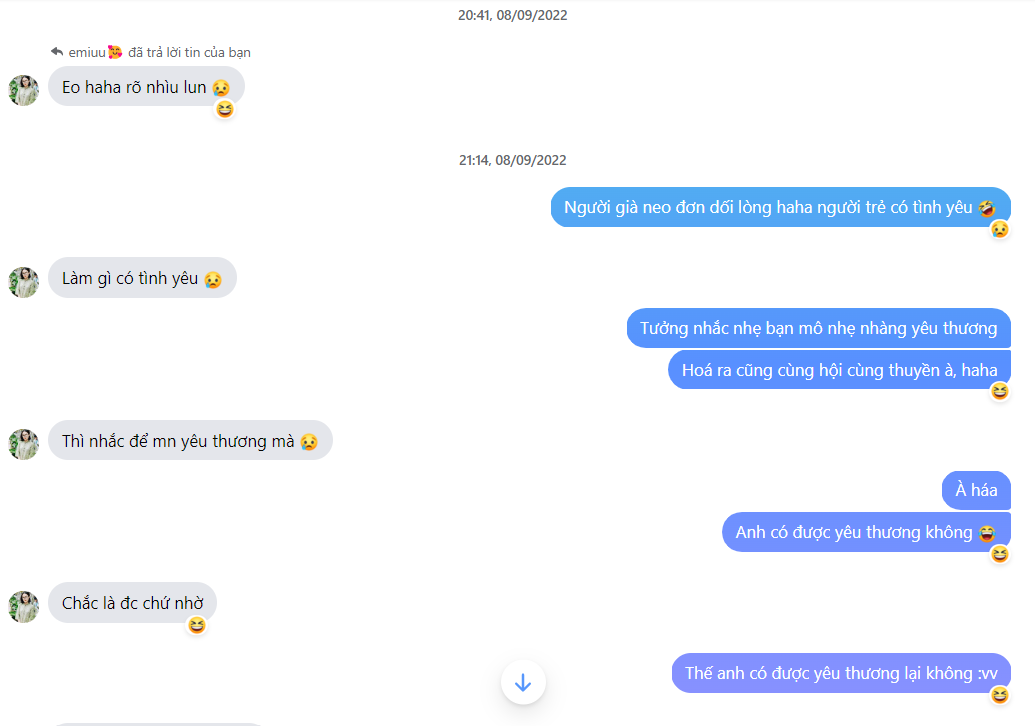 20:41, 08/09/2022
emiuu🥰 đã trả lời tin của bạn
Eo haha rõ nhìu lun 😥
21:14, 08/09/2022
Người già neo đơn dối lòng haha người trẻ có tình yêu 🤣
Làm gì có tình yêu 😥
Tưởng nhắc nhẹ bạn mô nhẹ nhàng yêu thương
Hoá ra cũng cùng hội cùng thuyền à, haha
Thì nhắc để mn yêu thương mà 😥
À háa
Anh có được yêu thương không 😂
Chắc là đc chứ nhờ
Thế anh có được yêu thương lại không :vv